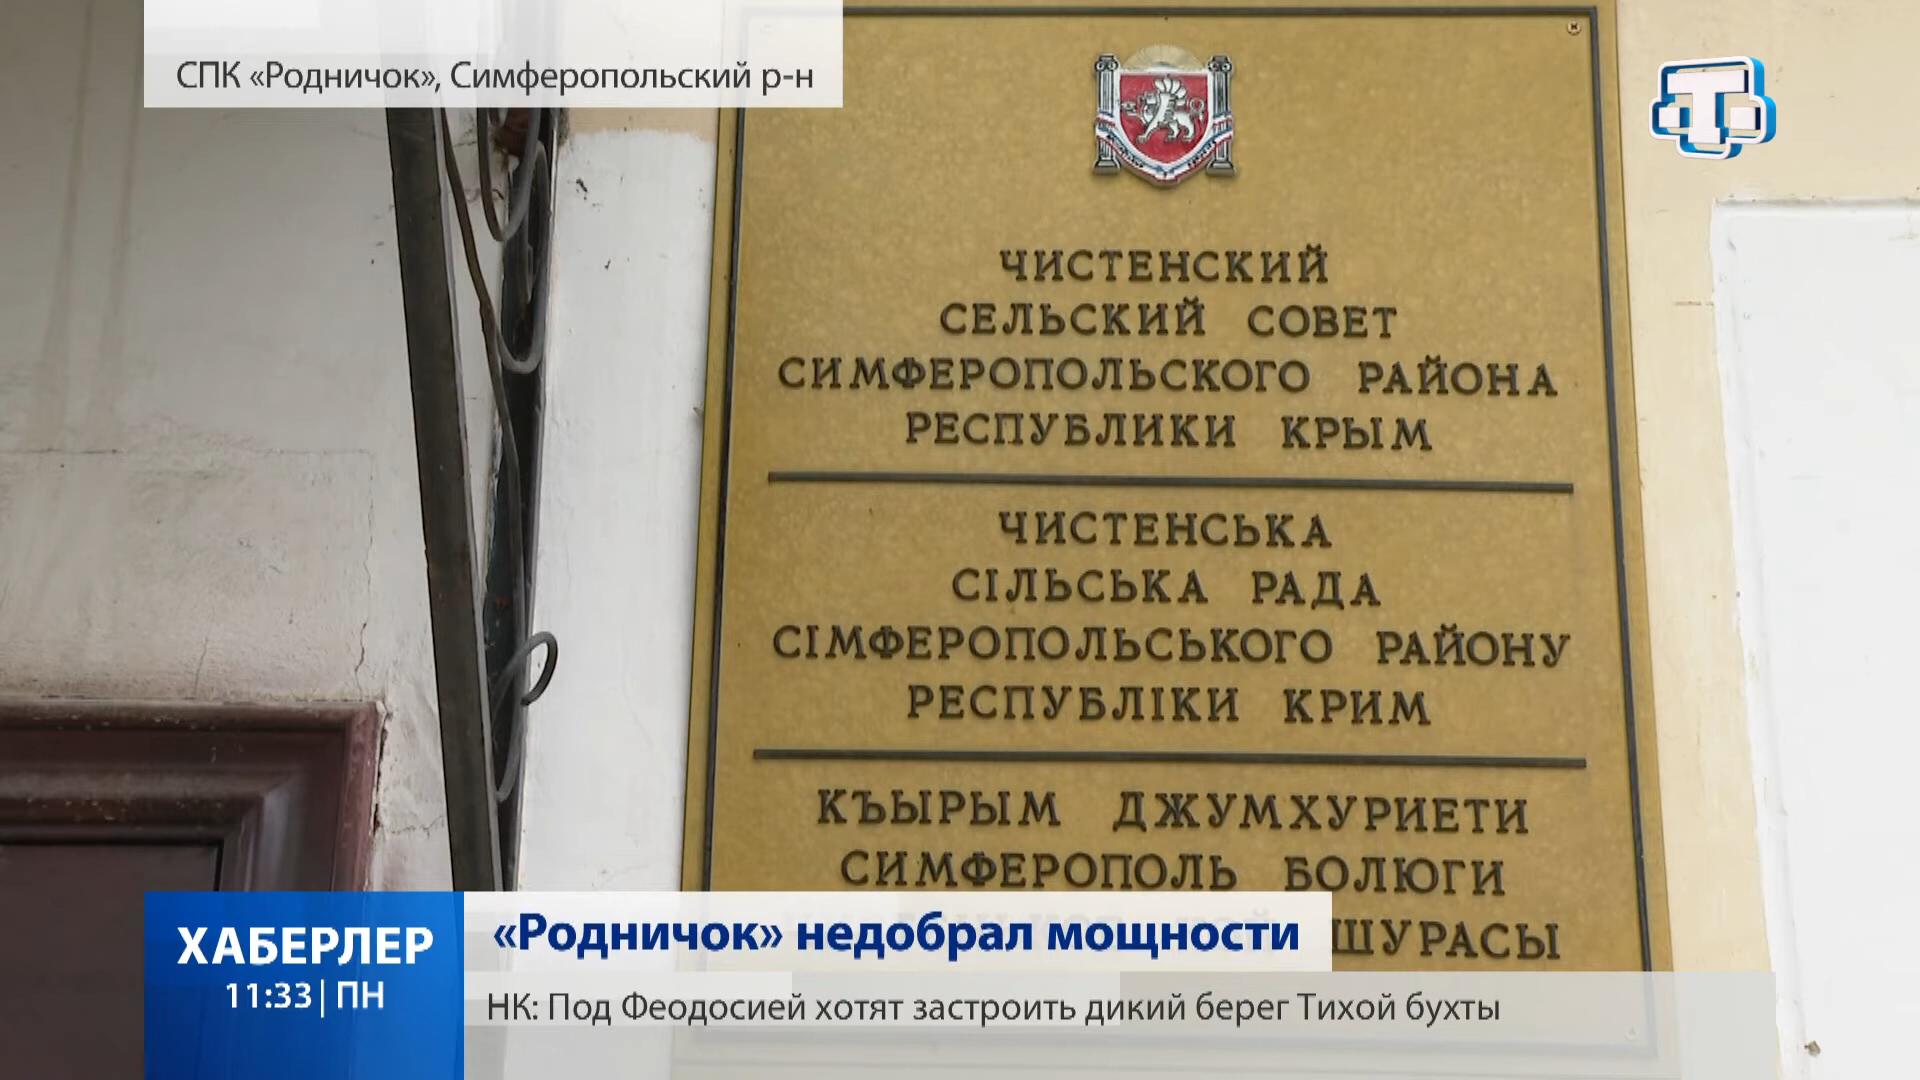 СПК «Родничок», Симферопольский р-н
ЧИСТЕНСКИЙ
СЕЛЬСКИЙ СОВЕТ
СИМФЕРОПОЛЬСКОГО РАЙОНА
РЕСПУБЛИКИ КРЫМ
ЧИСТЕНСЬКА
СІЛЬСЬКА РАДА
СІМФЕРОПОЛЬСЬКОГО РАЙОНУ
РЕСПУБЛІКИ КРИМ
КЪЫРЫМ ДЖУМХУРИЕТИ
СИМФЕРОПОЛЬ БОЛЮГИ
ШУРАСЫ
ХАБЕРЛЕР
11:33 | ПН
«Родничок» недобрал мощности
НК: Под Феодосией хотят застроить дикий берег Тихой бухты